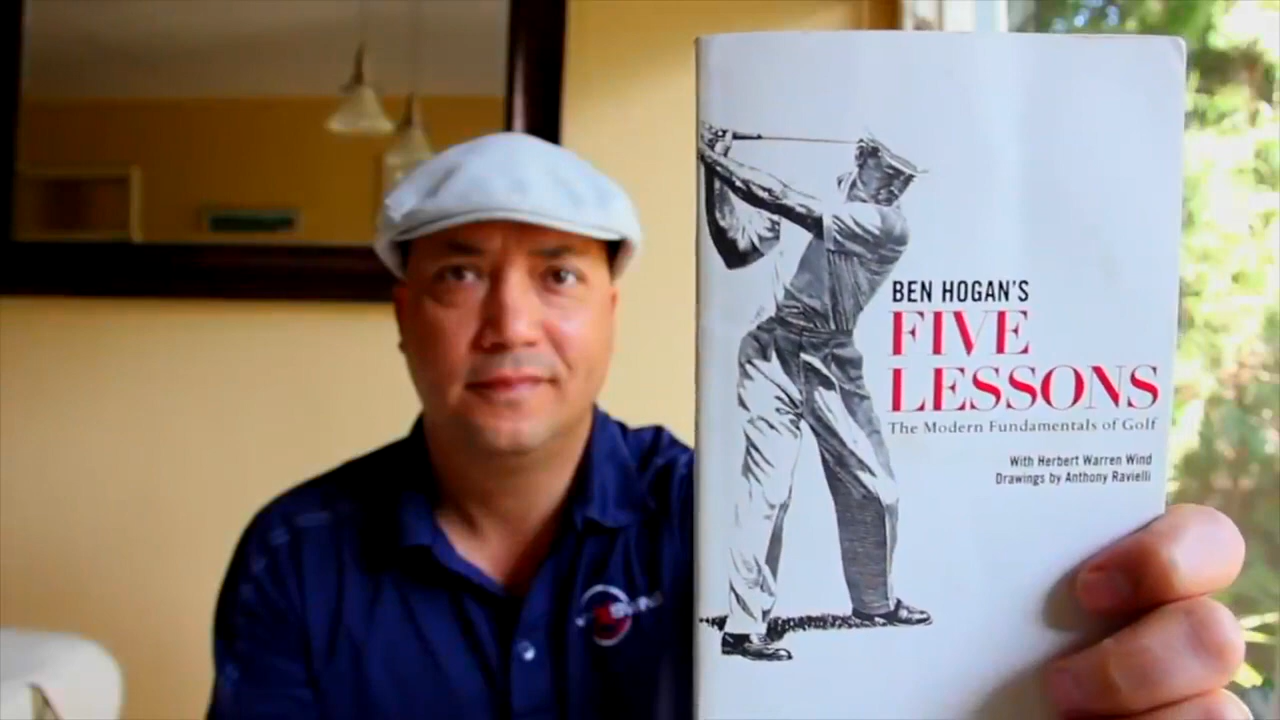 BEN HOGAN'S
FIVE
LESSONS
The Modern Fundamentals of Golf
With Herbert Warren Wind
Drawings by Anthony Ravielli